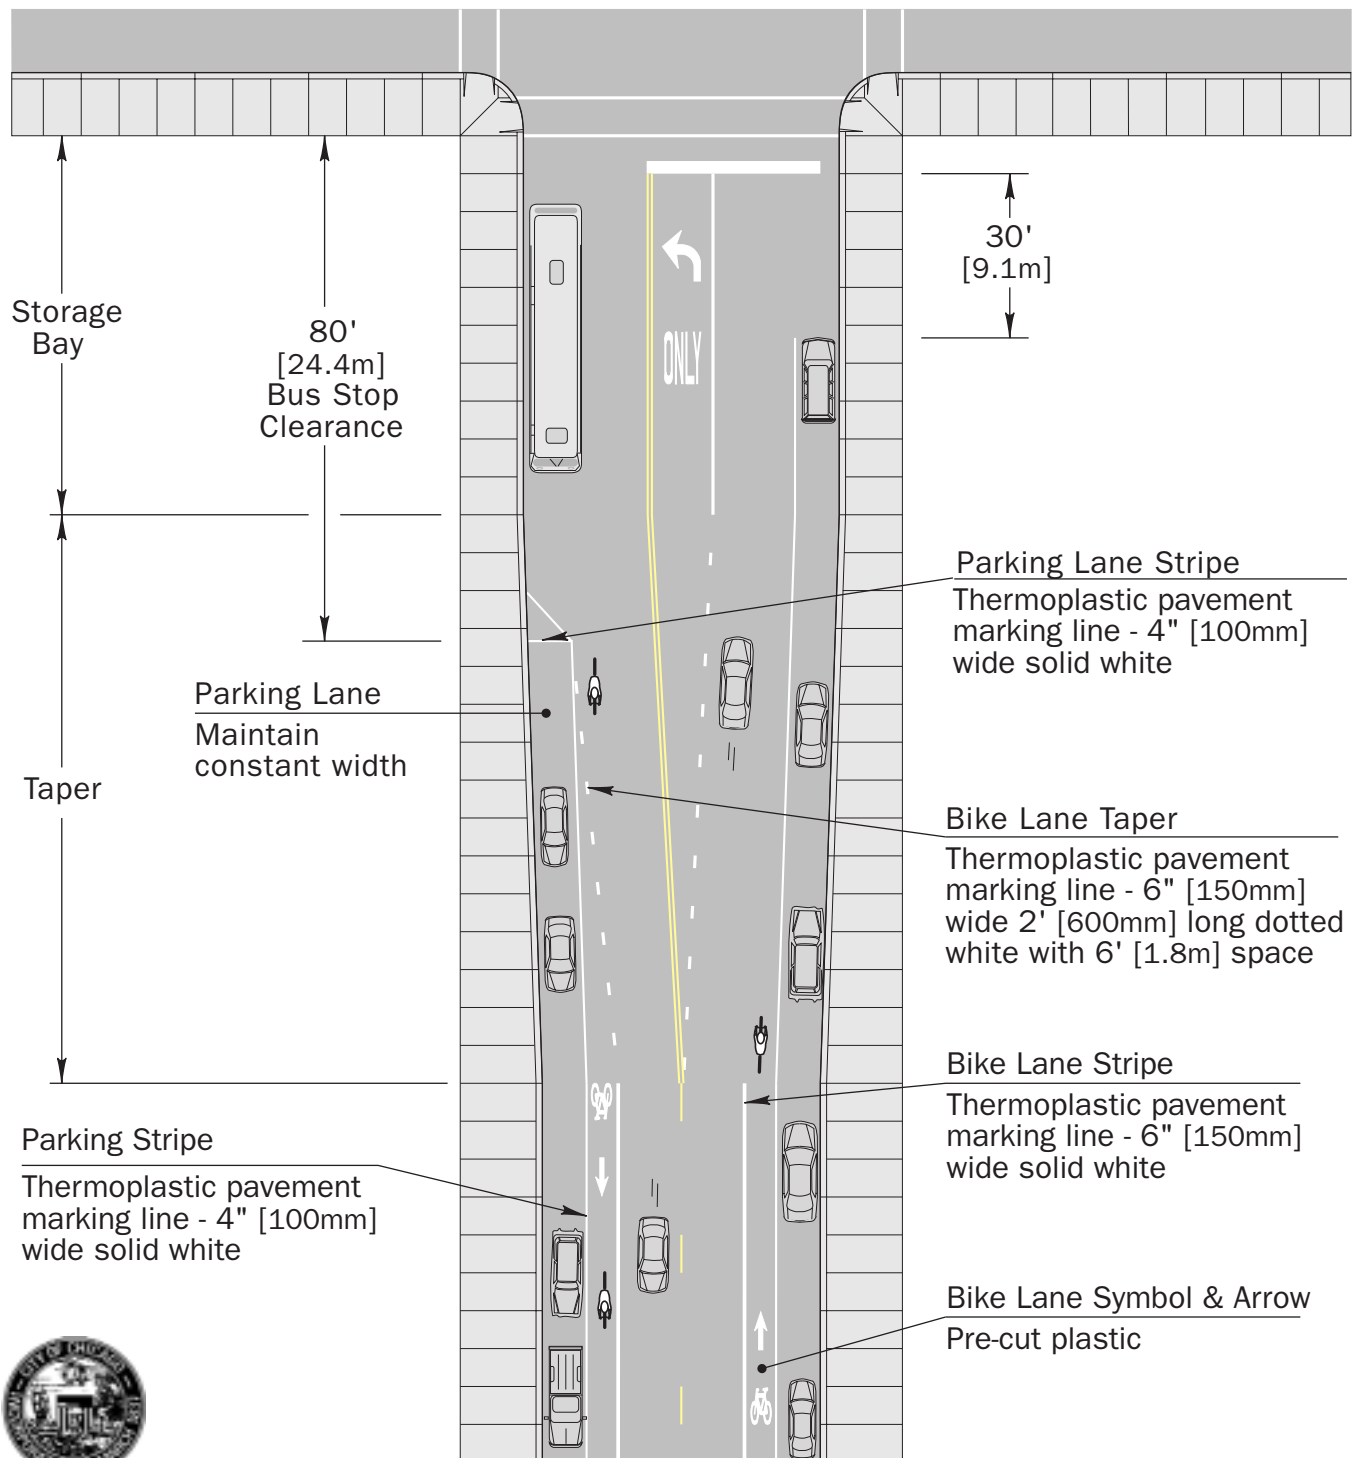 30'
[9.1m]
Storage
Bay
80'
[24.4m]
Bus Stop
Clearance
ONLY
Parking Lane Stripe
Thermoplastic pavement
marking line - 4" [100mm]
wide solid white
Parking Lane
Maintain
constant width
Taper
Bike Lane Taper
Thermoplastic pavement
marking line - 6" [150mm]
wide 2' [600mm] long dotted
white with 6' [1.8m] space
Bike Lane Stripe
Thermoplastic pavement
marking line - 6" [150mm]
wide solid white
Parking Stripe
Thermoplastic pavement
marking line - 4" [100mm]
wide solid white
Bike Lane Symbol & Arrow
Pre-cut plastic
CITY OF CHICAGO